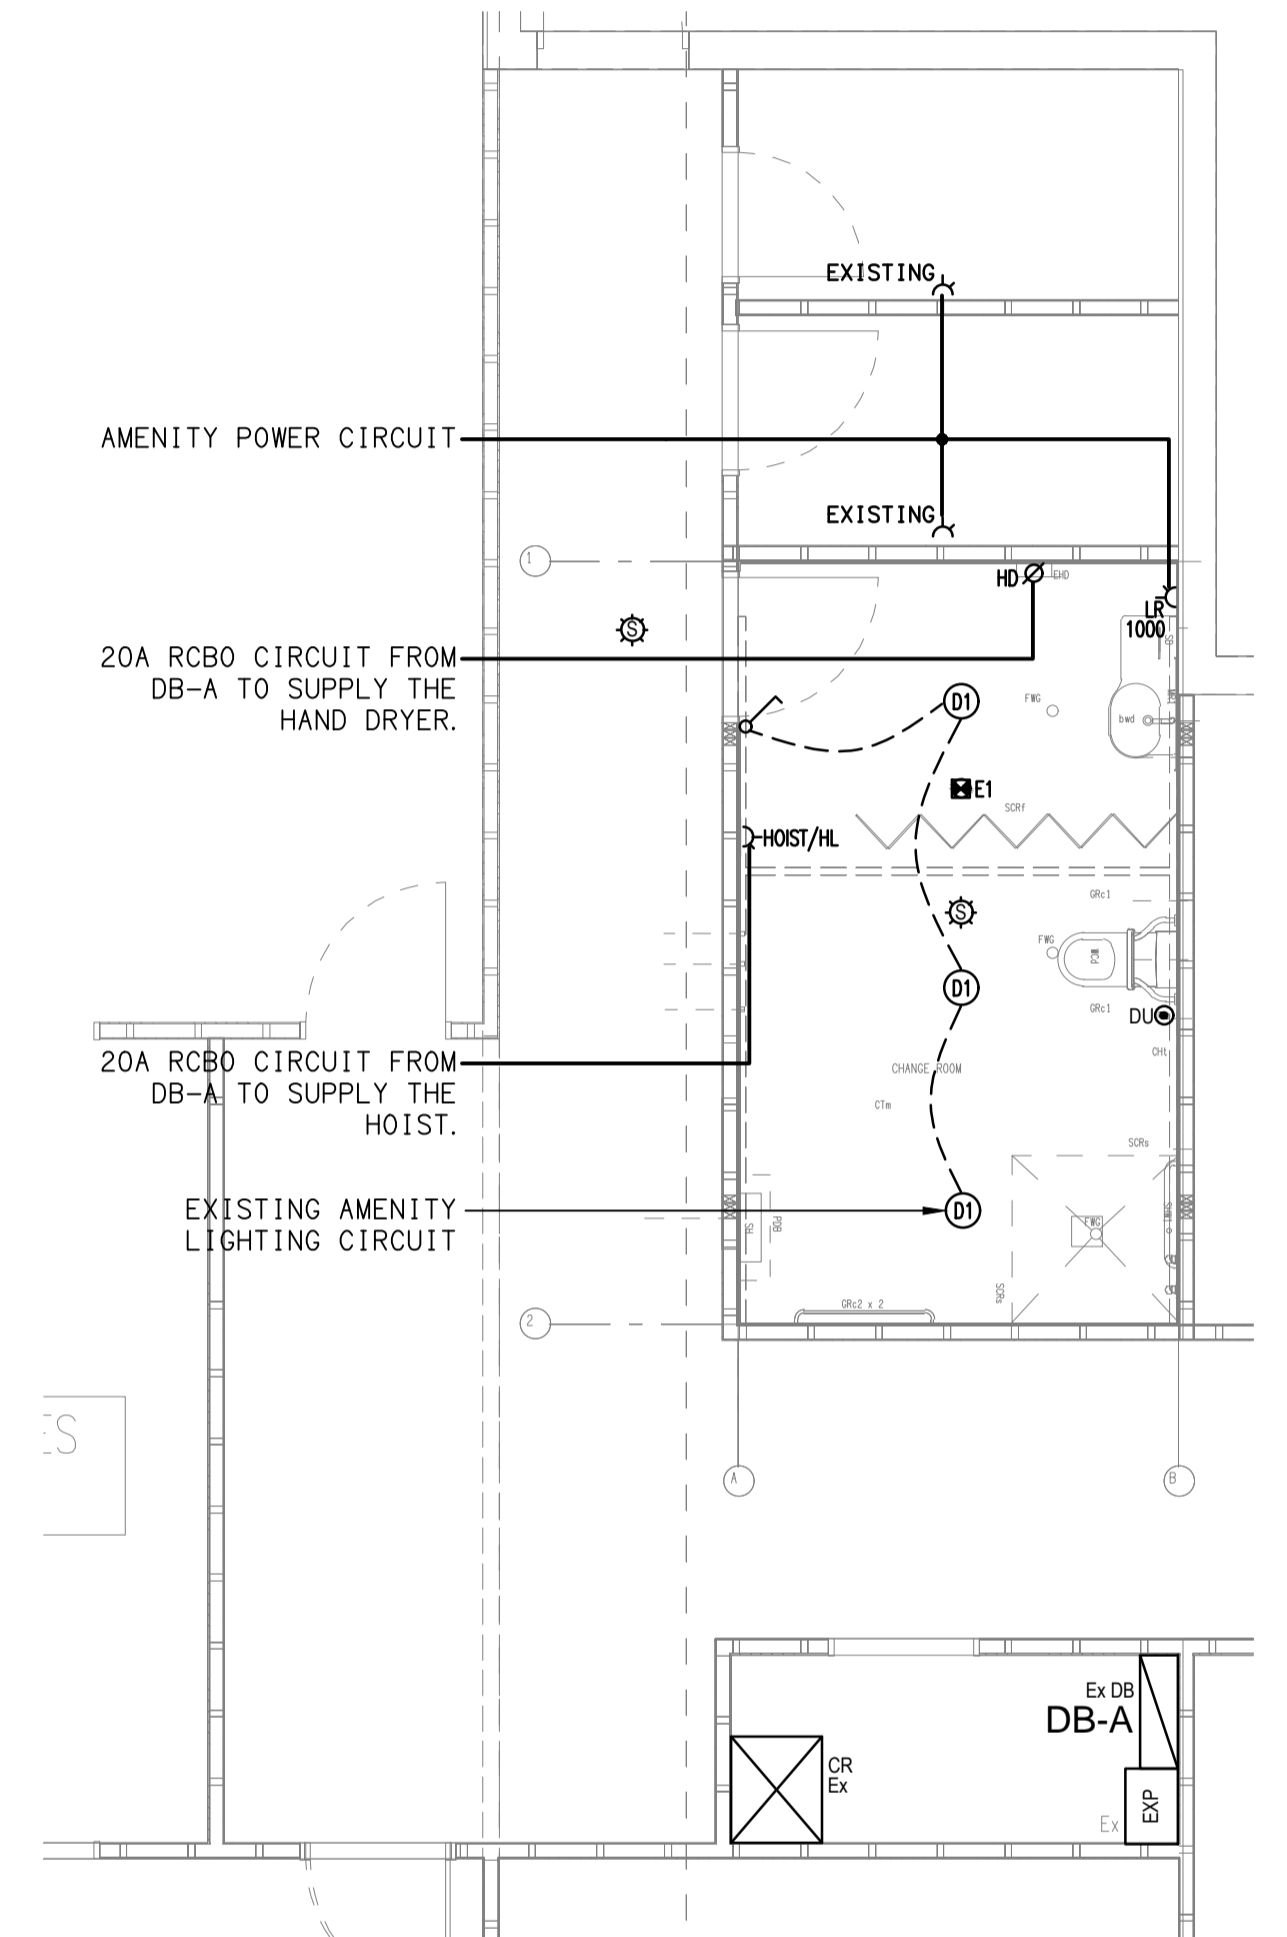 EXISTING
AMENITY POWER CIRCUIT
EXISTING
1
HD
EHD
LR
1000
SD
S
20A RCBO CIRCUIT FROM
DB-A TO SUPPLY THE
HAND DRYER.
D1
FWG
bwd
E1
SCRf
HOIST/HL
GRc1
S
FWG
D1
GRc1
DU
CHt
20A RCBO CIRCUIT FROM
DB-A TO SUPPLY THE
HOIST.
CHANGE ROOM
CTm
SCRs
EXISTING AMENITY
LIGHTING CIRCUIT
D1
FWG
SH
SCRs
GRc2 x 2
2
ES
A
B
Ex DB
DB-A
CR
Ex
EXP
Ex